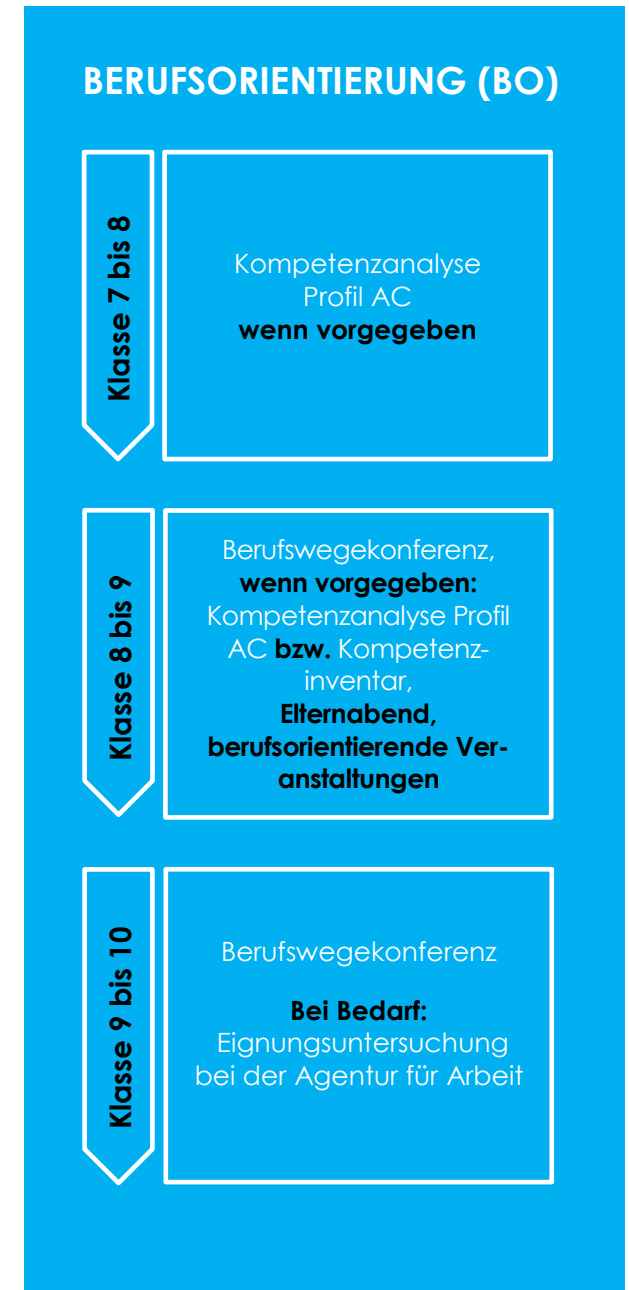 BERUFSORIENTIERUNG (BO)
Klasse 7 bis 8
Kompetenzanalyse
Profil AC
wenn vorgegeben
Klasse 8 bis 9
Berufswegekonferenz,
wenn vorgegeben:
Kompetenzanalyse Profil
AC bzw. Kompetenz-
inventar,
Elternabend,
berufsorientierende Ver-
anstaltungen
Klasse 9 bis 10
Berufswegekonferenz
Bei Bedarf:
Eignungsuntersuchung
bei der Agentur für Arbeit